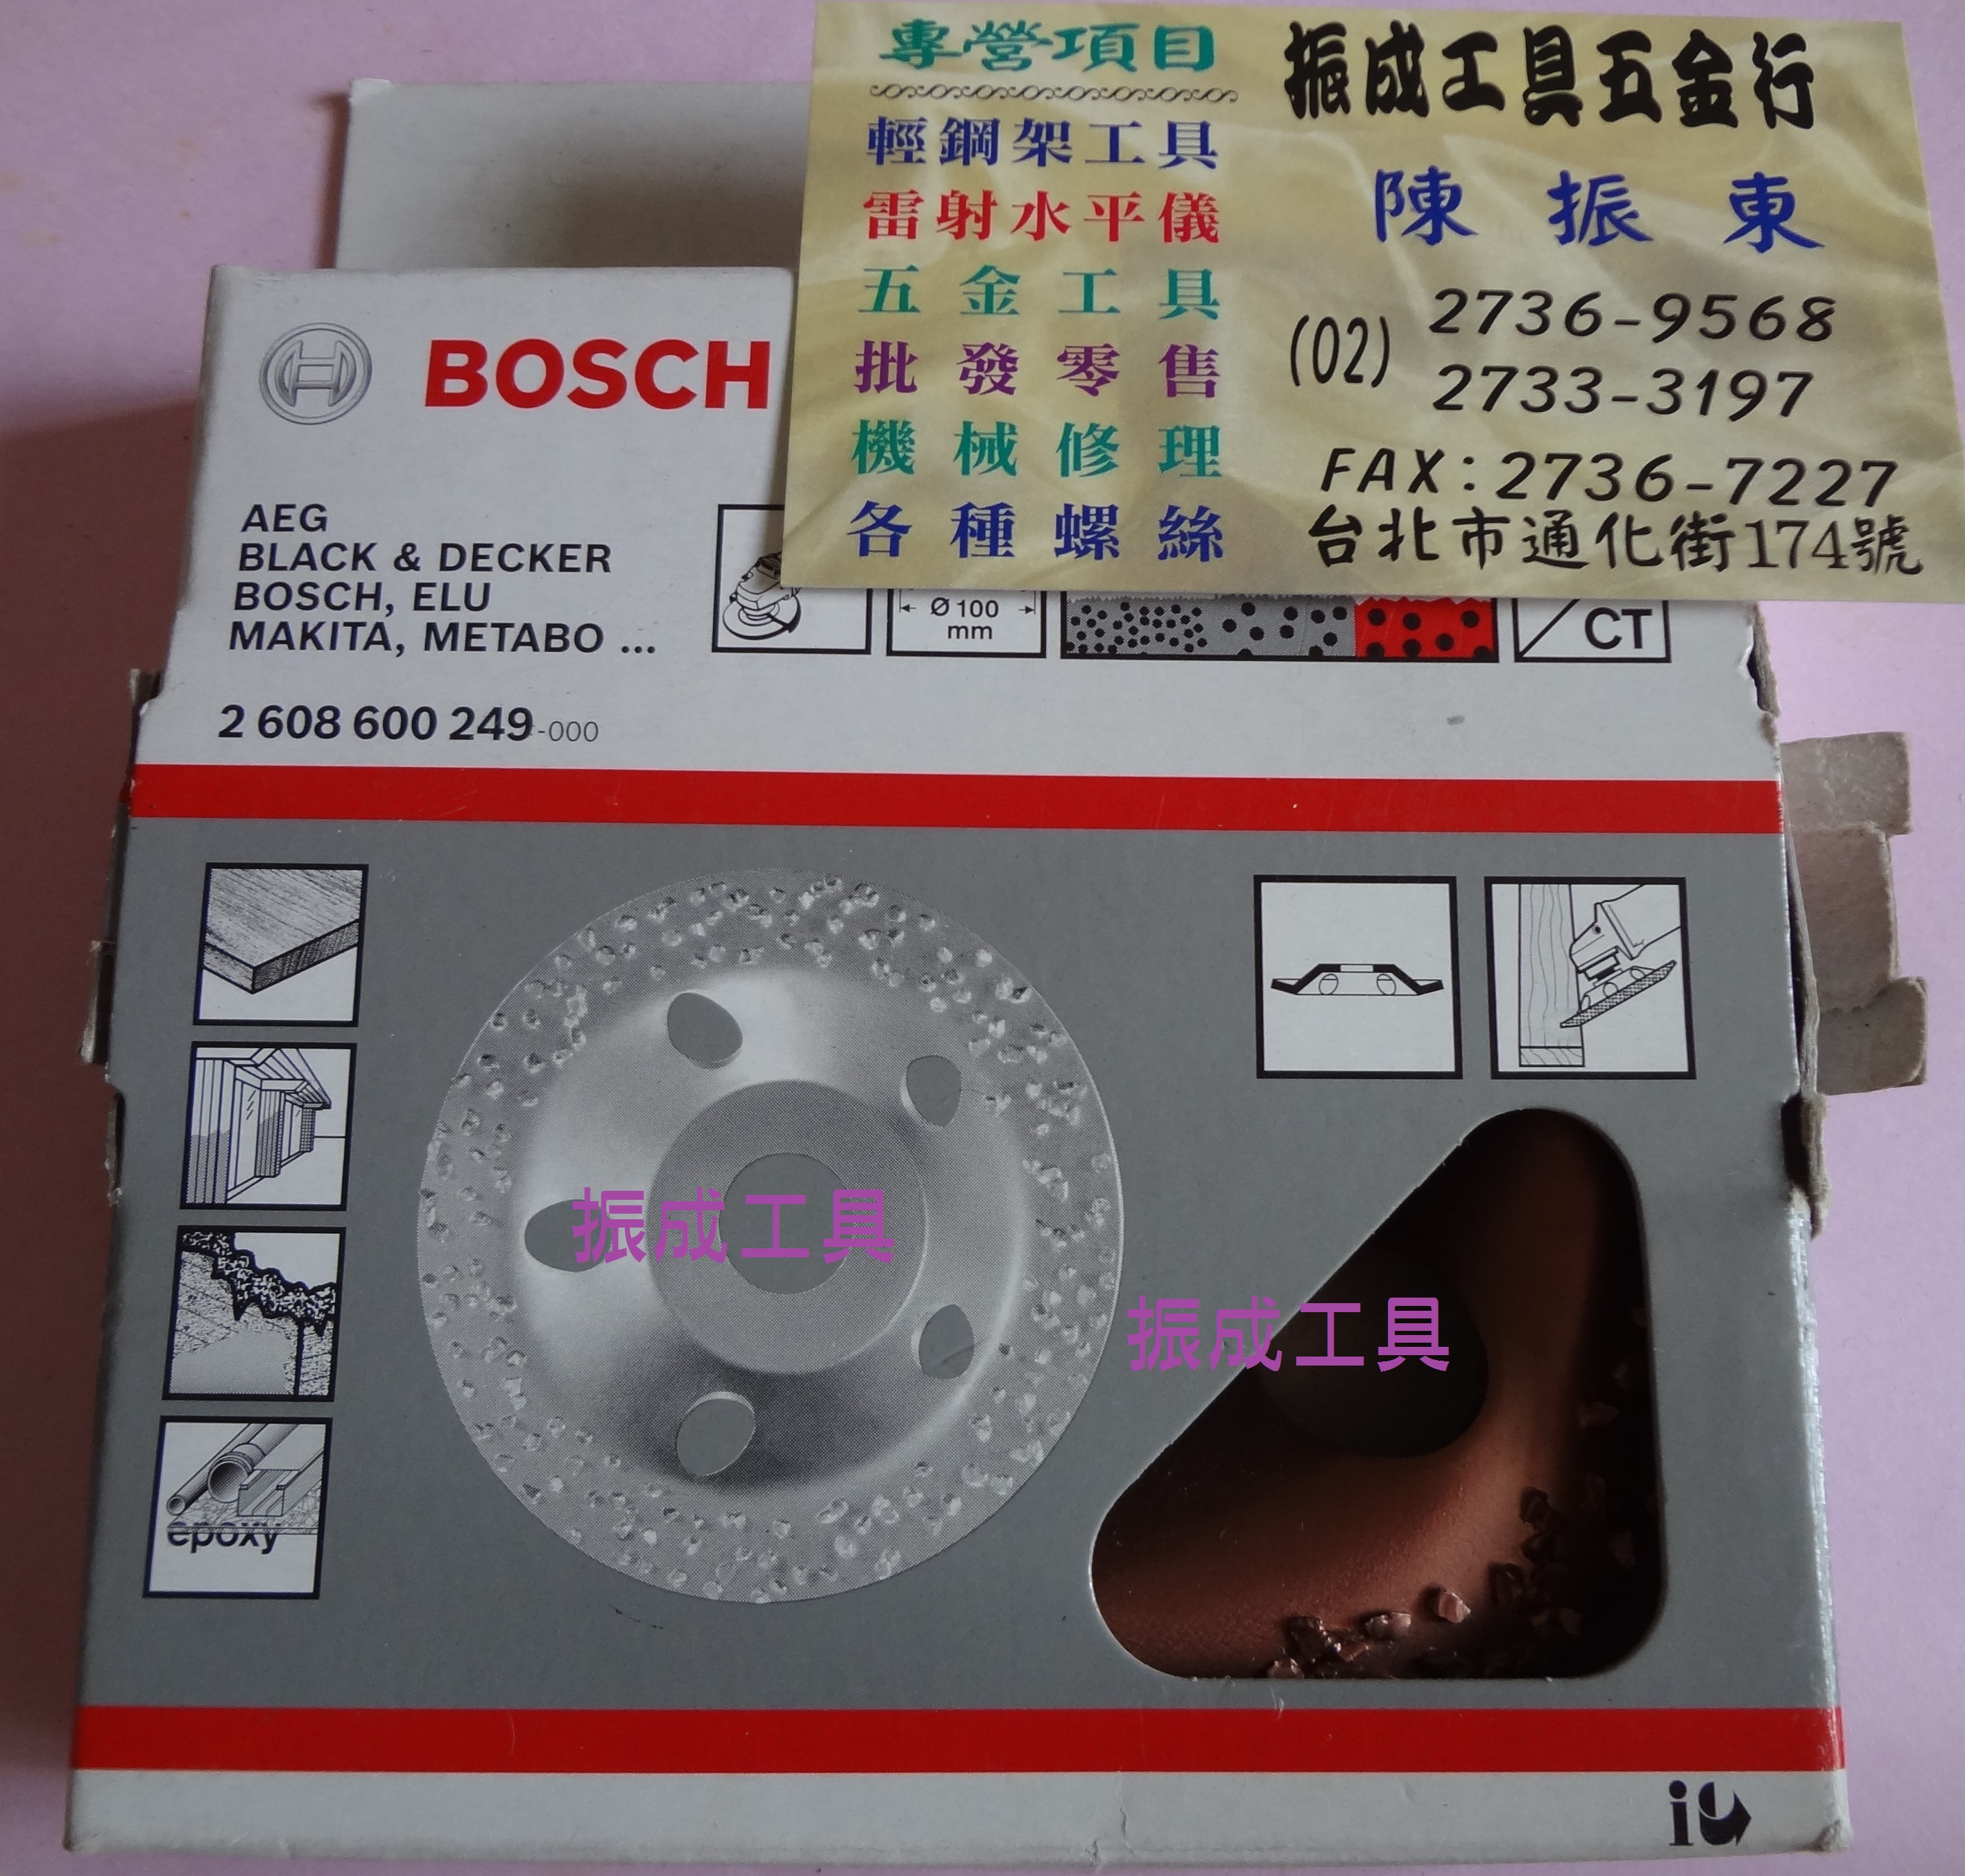 專營項目
輕鋼架工具
雷射水平儀
五金工具
批發零售
機械修理
各種螺絲
振成工具五金行
陳振東
(02) 2736-9568
2733-3197
FAX:2736-7227
台北市通化街174號
BOSCH
AEG
BLACK & DECKER
BOSCH, ELU
MAKITA, METABO ...
Ø 100
mm
CT
2 608 600 249-000
epoxy
振成工具
振成工具